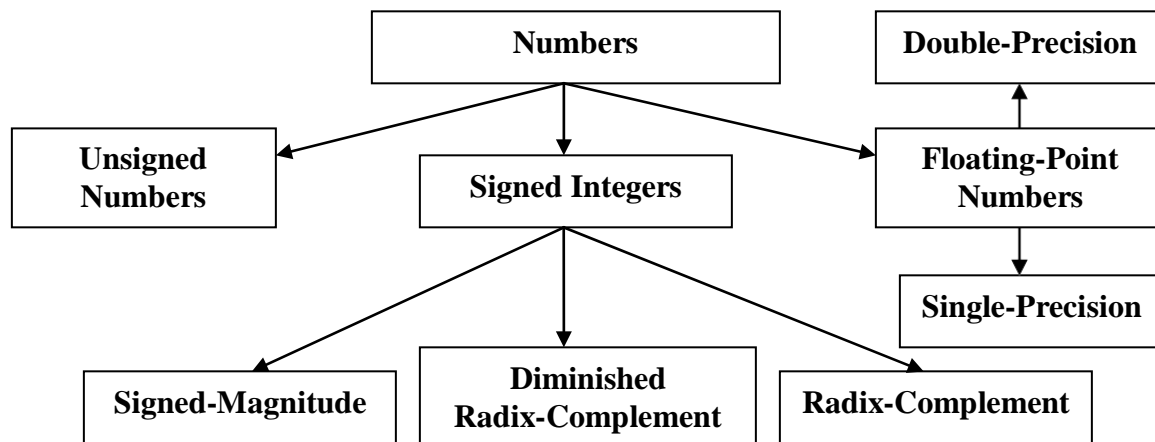 Numbers
Double-Precision
Unsigned
Numbers
Signed Integers
Floating-Point
Numbers
Single-Precision
Signed-Magnitude
Diminished
Radix-Complement
Radix-Complement